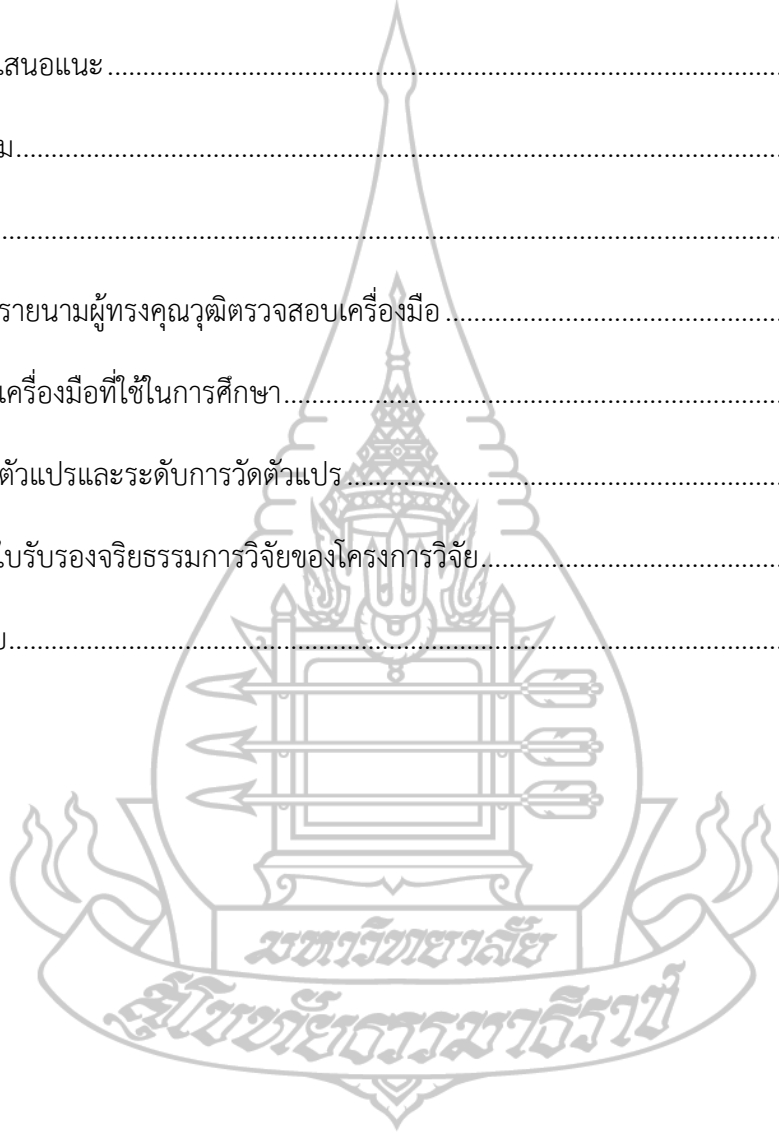 เสนอแนะ ........................................................................................................
ม........................................................................................................
........................................................................................................
รายนามผู้ทรงคุณวุฒิตรวจสอบเครื่องมือ ........................................................
เครื่องมือที่ใช้ในการศึกษา................................................................................
ตัวแปรและระดับการวัดตัวแปร........................................................................
ใบรับรองจริยธรรมการวิจัยของโครงการวิจัย....................................................
ย........................................................................................................
มหาวิทยาลัย
สุโขทัยธรรมาธิราช